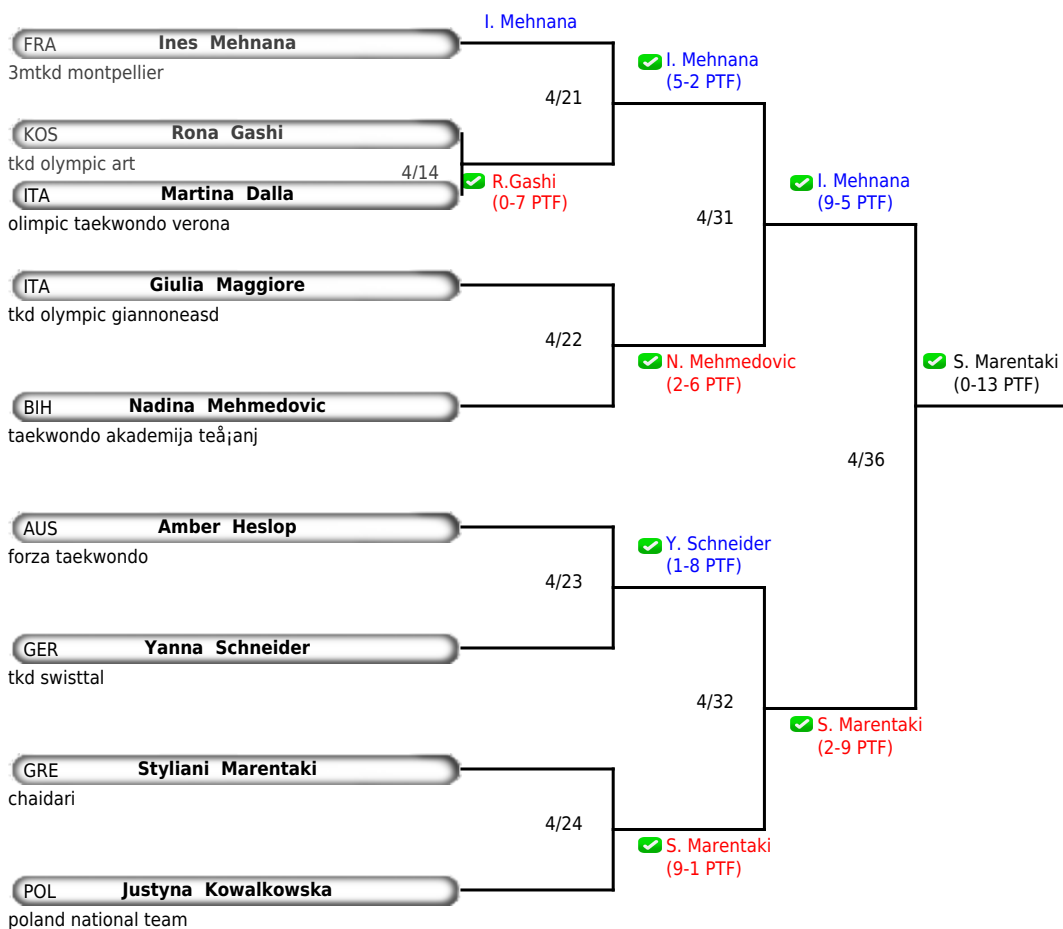 I. Mehnana
FRA Ines Mehnana
3mtkd montpellier
I. Mehnana
(5-2 PTF)
4/21
KOS Rona Gashi
tkd olympic art
4/14
ITA Martina Dalla
olimpic taekwondo verona
R.Gashi
(0-7 PTF)
I. Mehnana
(9-5 PTF)
4/31
ITA Giulia Maggiore
tkd olympic giannoneasd
4/22
N. Mehmedovic
(2-6 PTF)
BIH Nadina Mehmedovic
taekwondo akademija teå¡anj
S. Marentaki
(0-13 PTF)
4/36
AUS Amber Heslop
forza taekwondo
Y. Schneider
(1-8 PTF)
4/23
GER Yanna Schneider
tkd swisttal
4/32
S. Marentaki
(2-9 PTF)
GRE Styliani Marentaki
chaidari
4/24
S. Marentaki
(9-1 PTF)
POL Justyna Kowalkowska
poland national team